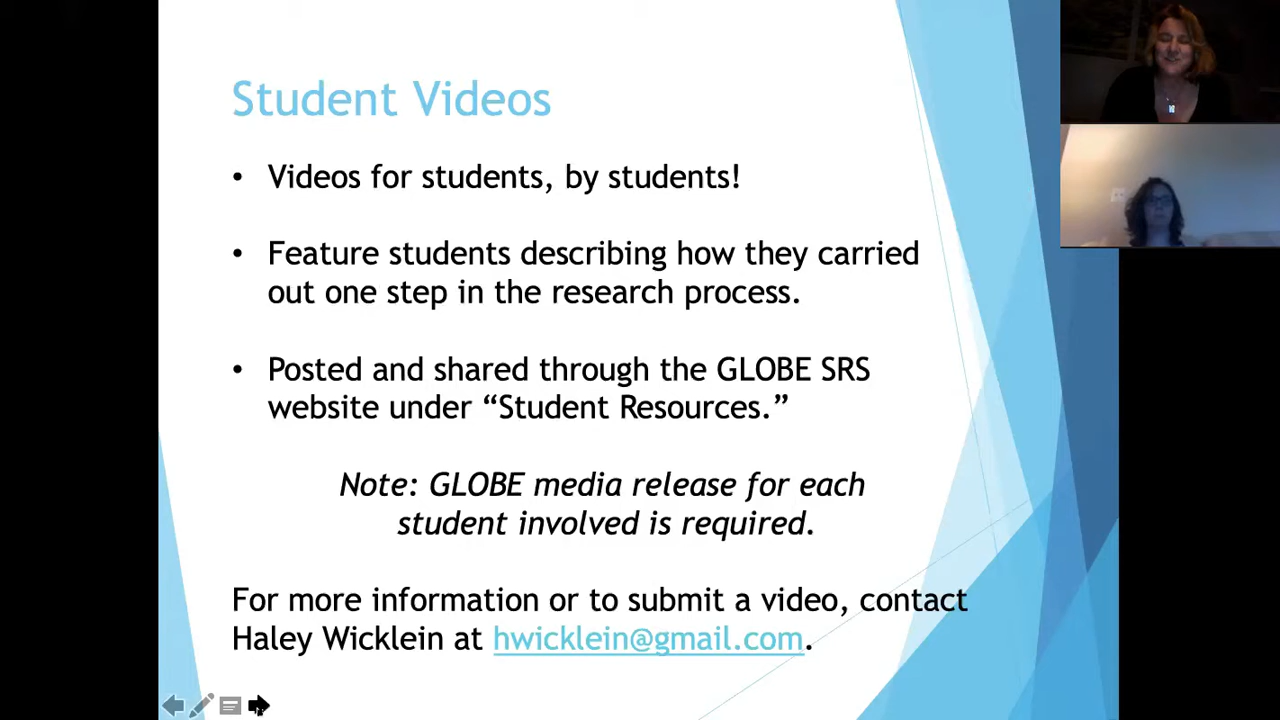 Student Videos
• Videos for students, by students!
• Feature students describing how they carried
out one step in the research process.
• Posted and shared through the GLOBE SRS
website under “Student Resources.”
Note: GLOBE media release for each
student involved is required.
For more information or to submit a video, contact
Haley Wicklein at hwicklein@gmail.com.